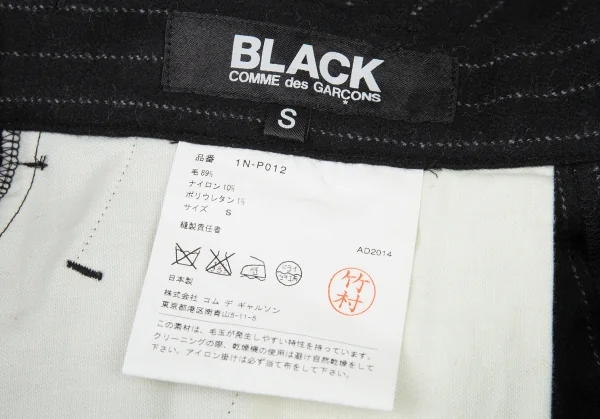 BLACK
COMME des GARÇONS
S
品番 1N-P012
毛 89%
ナイロン 10%
ポリウレタン 1%
サイズ S
縫製責任者
AD2014
竹村
日本製
株式会社 コム デ ギャルソン
東京都港区南青山5-11-5
この素材は、毛玉が発生しやすい特性を持っています。
クリーニングの際、乾燥機の使用は避け自然乾燥をして
下さい。アイロン掛けは必ず当て布をして下さい。